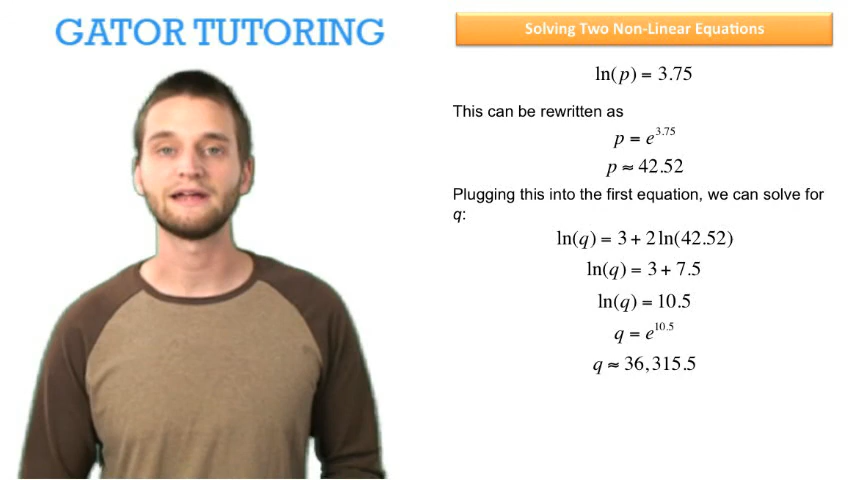 GATOR TUTORING
Solving Two Non-Linear Equations
ln(p) = 3.75
This can be rewritten as
p = e^3.75
p ≈ 42.52
Plugging this into the first equation, we can solve for
q:
ln(q) = 3 + 2 ln(42.52)
ln(q) = 3 + 7.5
ln(q) = 10.5
q = e^10.5
q ≈ 36,315.5